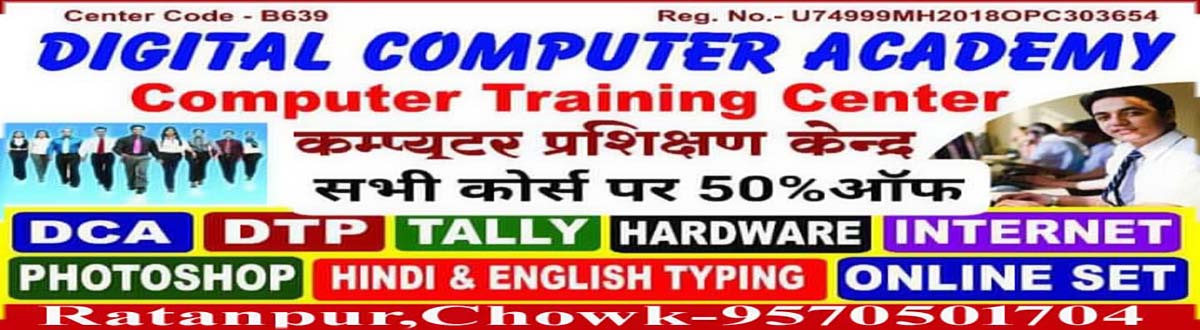 Center Code - B639 Reg. No.- U74999MH2018OPC303654
DIGITAL COMPUTER ACADEMY
Computer Training Center
कम्प्यूटर प्रशिक्षण केन्द्र
सभी कोर्स पर 50%ऑफ
DCA DTP TALLY HARDWARE INTERNET
PHOTOSHOP HINDI & ENGLISH TYPING ONLINE SET
Ratanpur,Chowk-9570501704